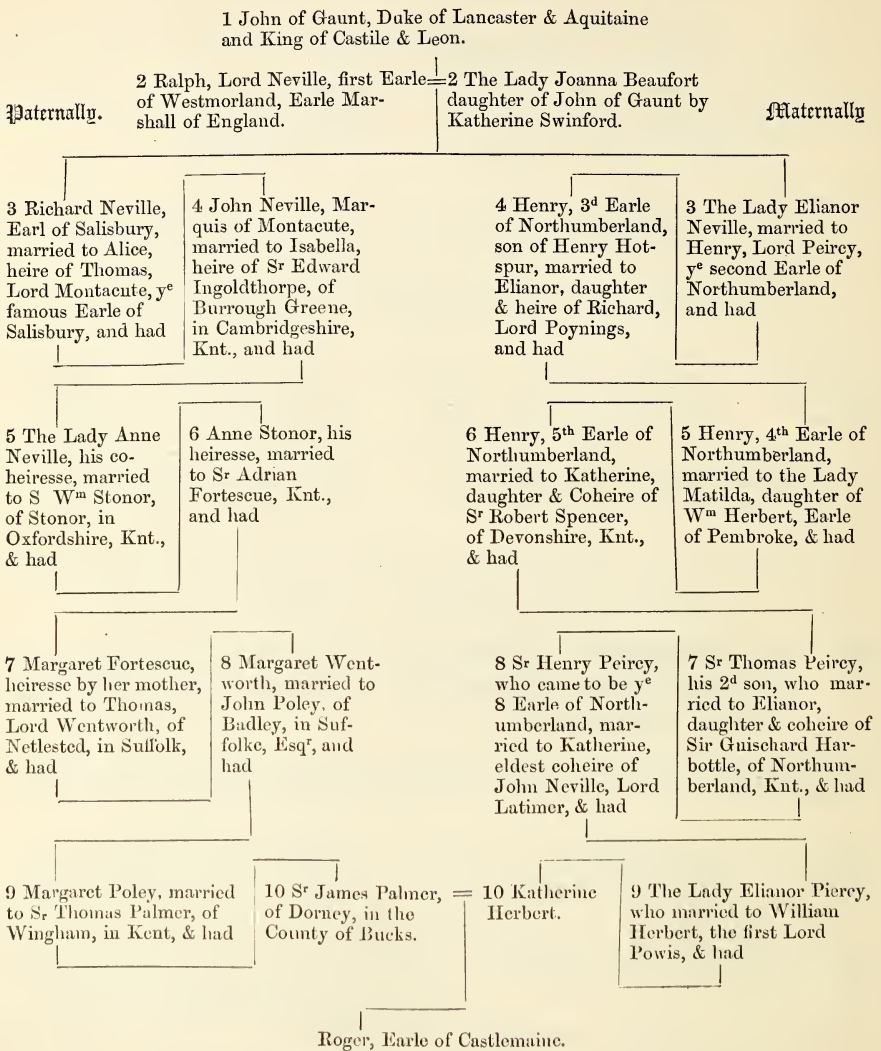 1 John of Gaunt, Duke of Lancaster & Aquitaine
and King of Castile & Leon.
Paternally.
2 Ralph, Lord Neville, first Earle
of Westmorland, Earle Mar-
shall of England.
=
2 The Lady Joanna Beaufort
daughter of John of Gaunt by
Katherine Swinford.
Maternally
3 Richard Neville,
Earl of Salisbury,
married to Alice,
heire of Thomas,
Lord Montacute, yᵉ
famous Earle of
Salisbury, and had
4 John Neville, Mar-
quis of Montacute,
married to Isabella,
heire of Sʳ Edward
Ingoldthorpe, of
Burrough Greene,
in Cambridgeshire,
Knt., and had
4 Henry, 3ᵈ Earle
of Northumberland,
son of Henry Hot-
spur, married to
Elianor, daughter
& heire of Richard,
Lord Poynings,
and had
3 The Lady Elianor
Neville, married to
Henry, Lord Peircy,
yᵉ second Earle of
Northumberland,
and had
5 The Lady Anne
Neville, his co-
heiresse, married
to S Wᵐ Stonor,
of Stonor, in
Oxfordshire, Knt.,
& had
6 Anne Stonor, his
heiresse, married
to Sʳ Adrian
Fortescue, Knt.,
and had
6 Henry, 5ᵗʰ Earle of
Northumberland,
married to Katherine,
daughter & Coheire of
Sʳ Robert Spencer,
of Devonshire, Knt.,
& had
5 Henry, 4ᵗʰ Earle of
Northumberland,
married to the Lady
Matilda, daughter of
Wᵐ Herbert, Earle
of Pembroke, & had
7 Margaret Fortescue,
heiresse by her mother,
married to Thomas,
Lord Wentworth, of
Netlested, in Suffolk,
& had
8 Margaret Went-
worth, married to
John Poley, of
Badley, in Suf-
folke, Esqʳ, and
had
8 Sʳ Henry Peircy,
who came to be yᵉ
8 Earle of North-
umberland, mar-
ried to Katherine,
eldest coheire of
John Neville, Lord
Latimer, & had
7 Sʳ Thomas Peircy,
his 2ᵈ son, who mar-
ried to Elianor,
daughter & coheire of
Sir Guischard Har-
bottle, of Northum-
berland, Knt., & had
9 Margaret Poley, married
to Sᵣ Thomas Palmer, of
Wingham, in Kent, & had
10 Sʳ James Palmer,
of Dorney, in the
County of Bucks.
=
10 Katherine
Herbert.
9 The Lady Elianor Piercy,
who married to William
Herbert, the first Lord
Powis, & had
Roger, Earle of Castlemaine.